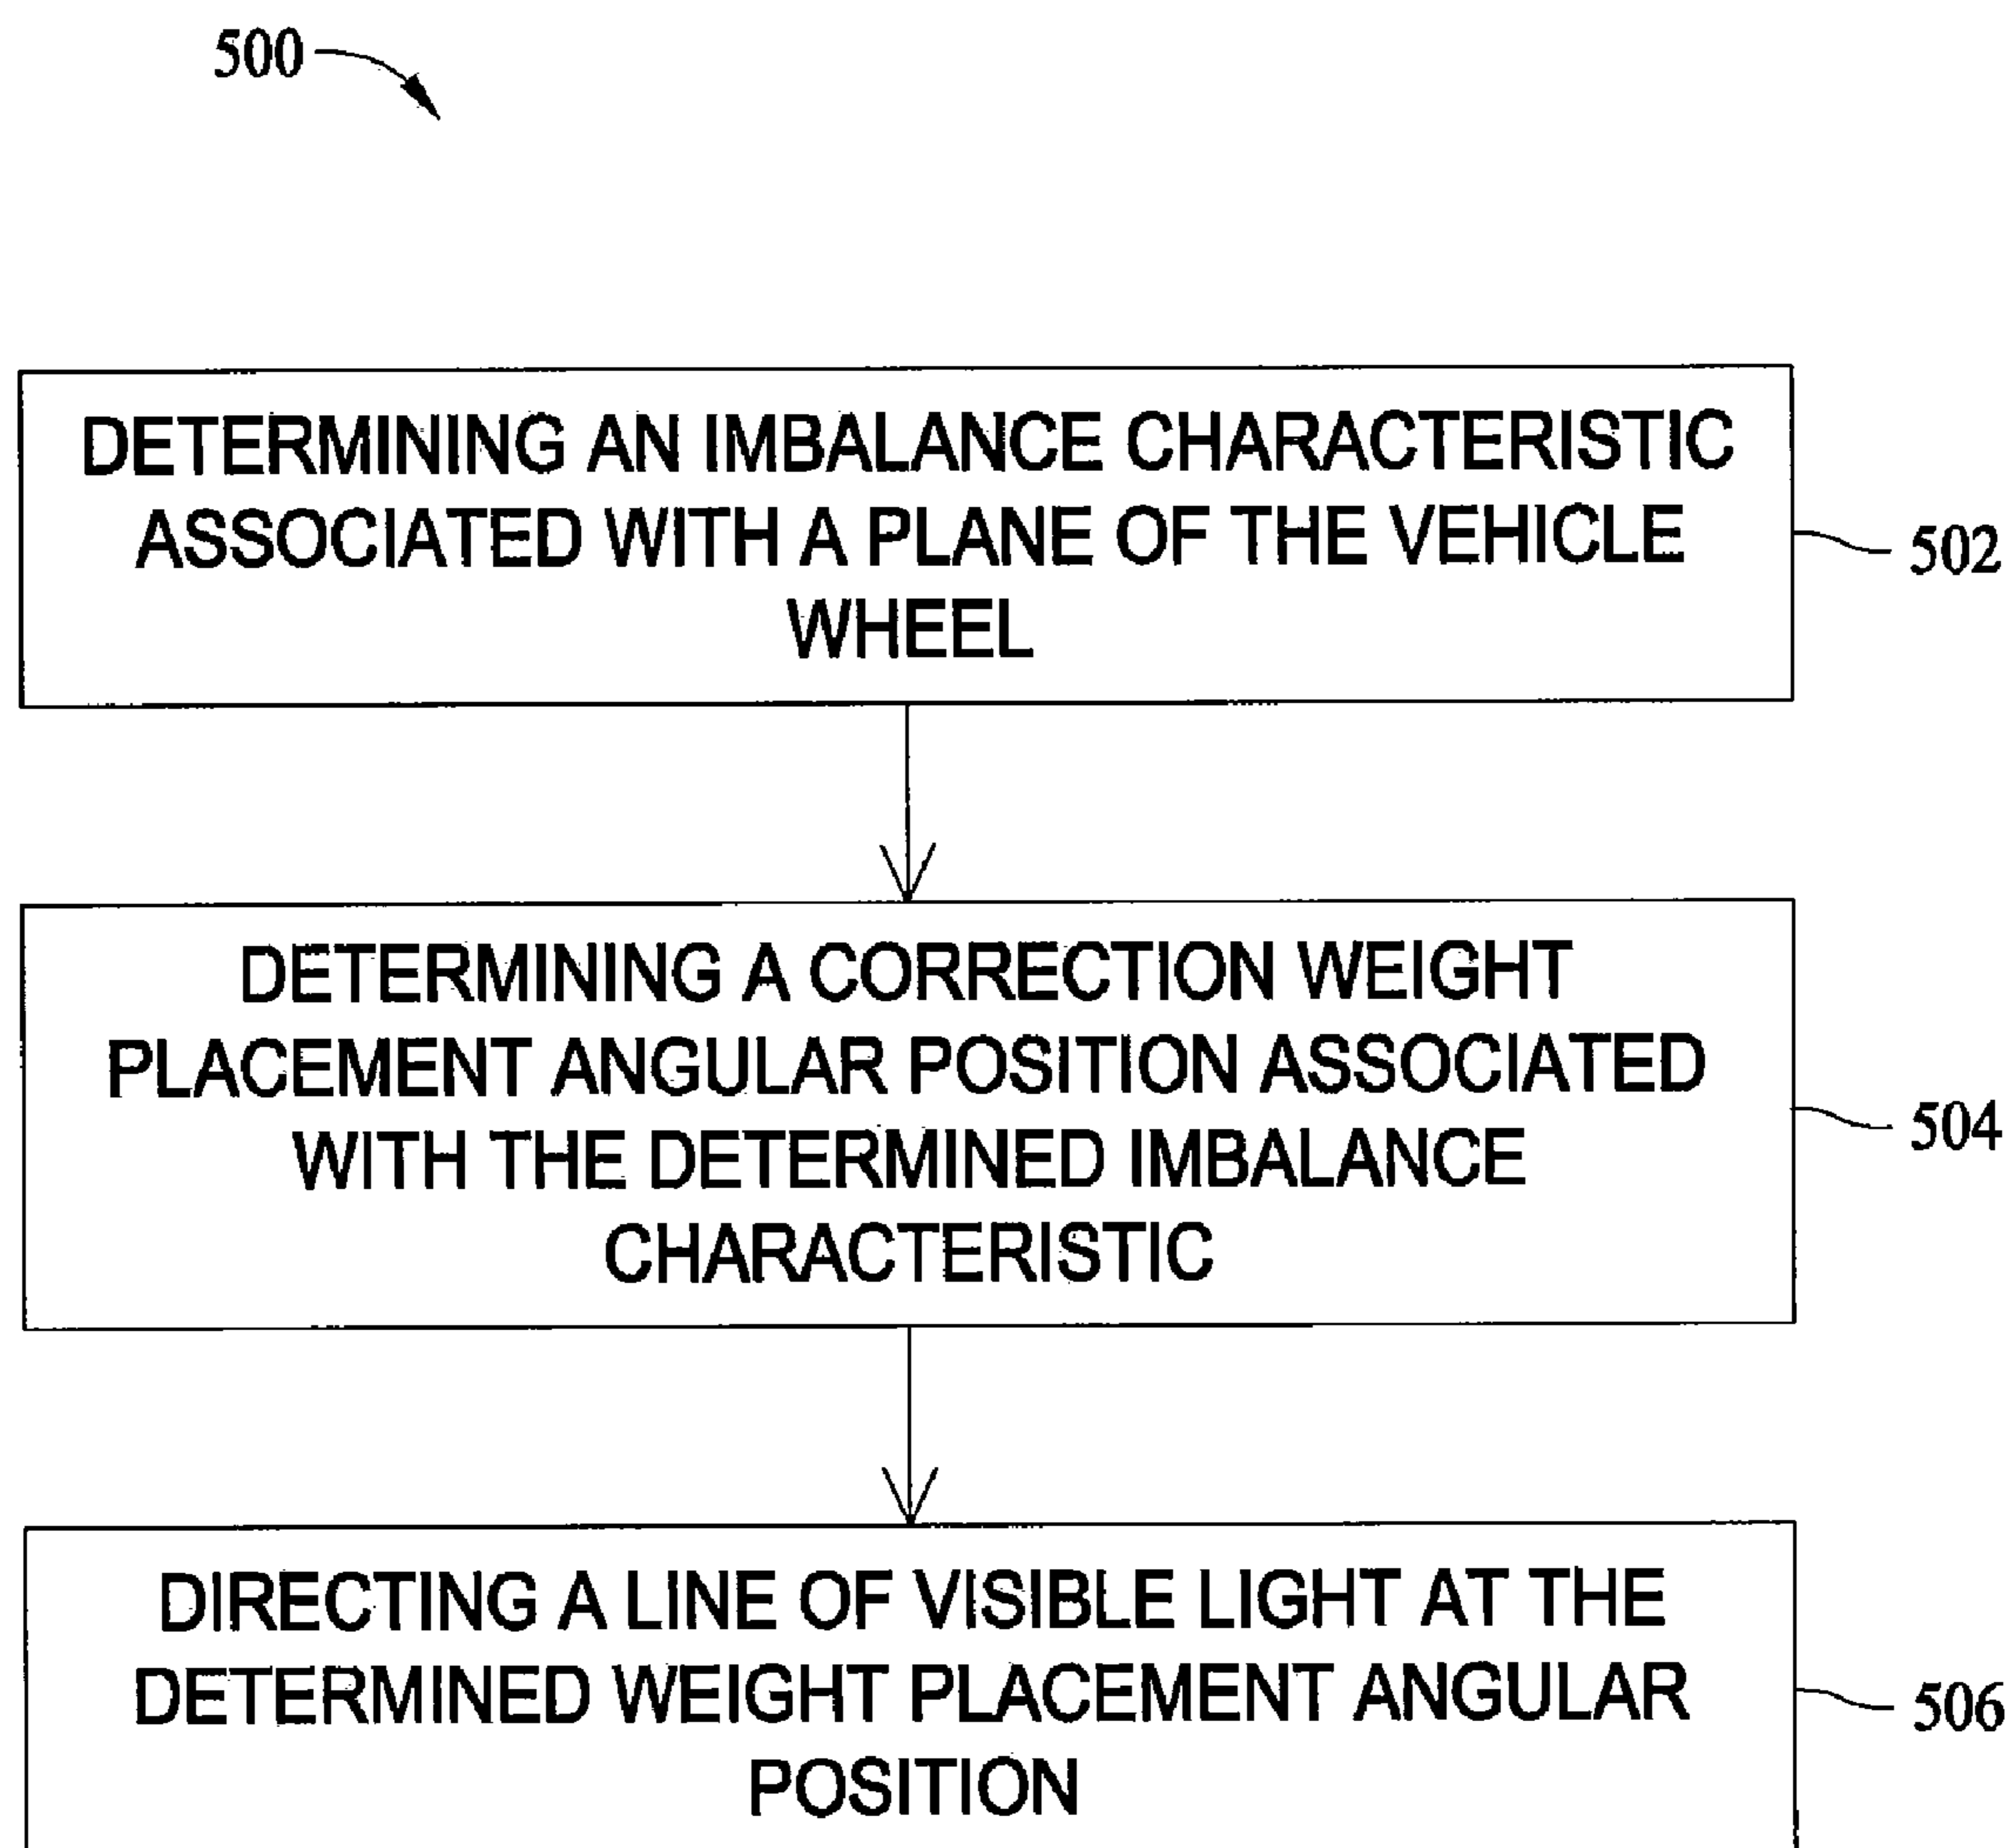 500
DETERMINING AN IMBALANCE CHARACTERISTIC
ASSOCIATED WITH A PLANE OF THE VEHICLE
WHEEL
502
DETERMINING A CORRECTION WEIGHT
PLACEMENT ANGULAR POSITION ASSOCIATED
WITH THE DETERMINED IMBALANCE
CHARACTERISTIC
504
DIRECTING A LINE OF VISIBLE LIGHT AT THE
DETERMINED WEIGHT PLACEMENT ANGULAR
POSITION
506